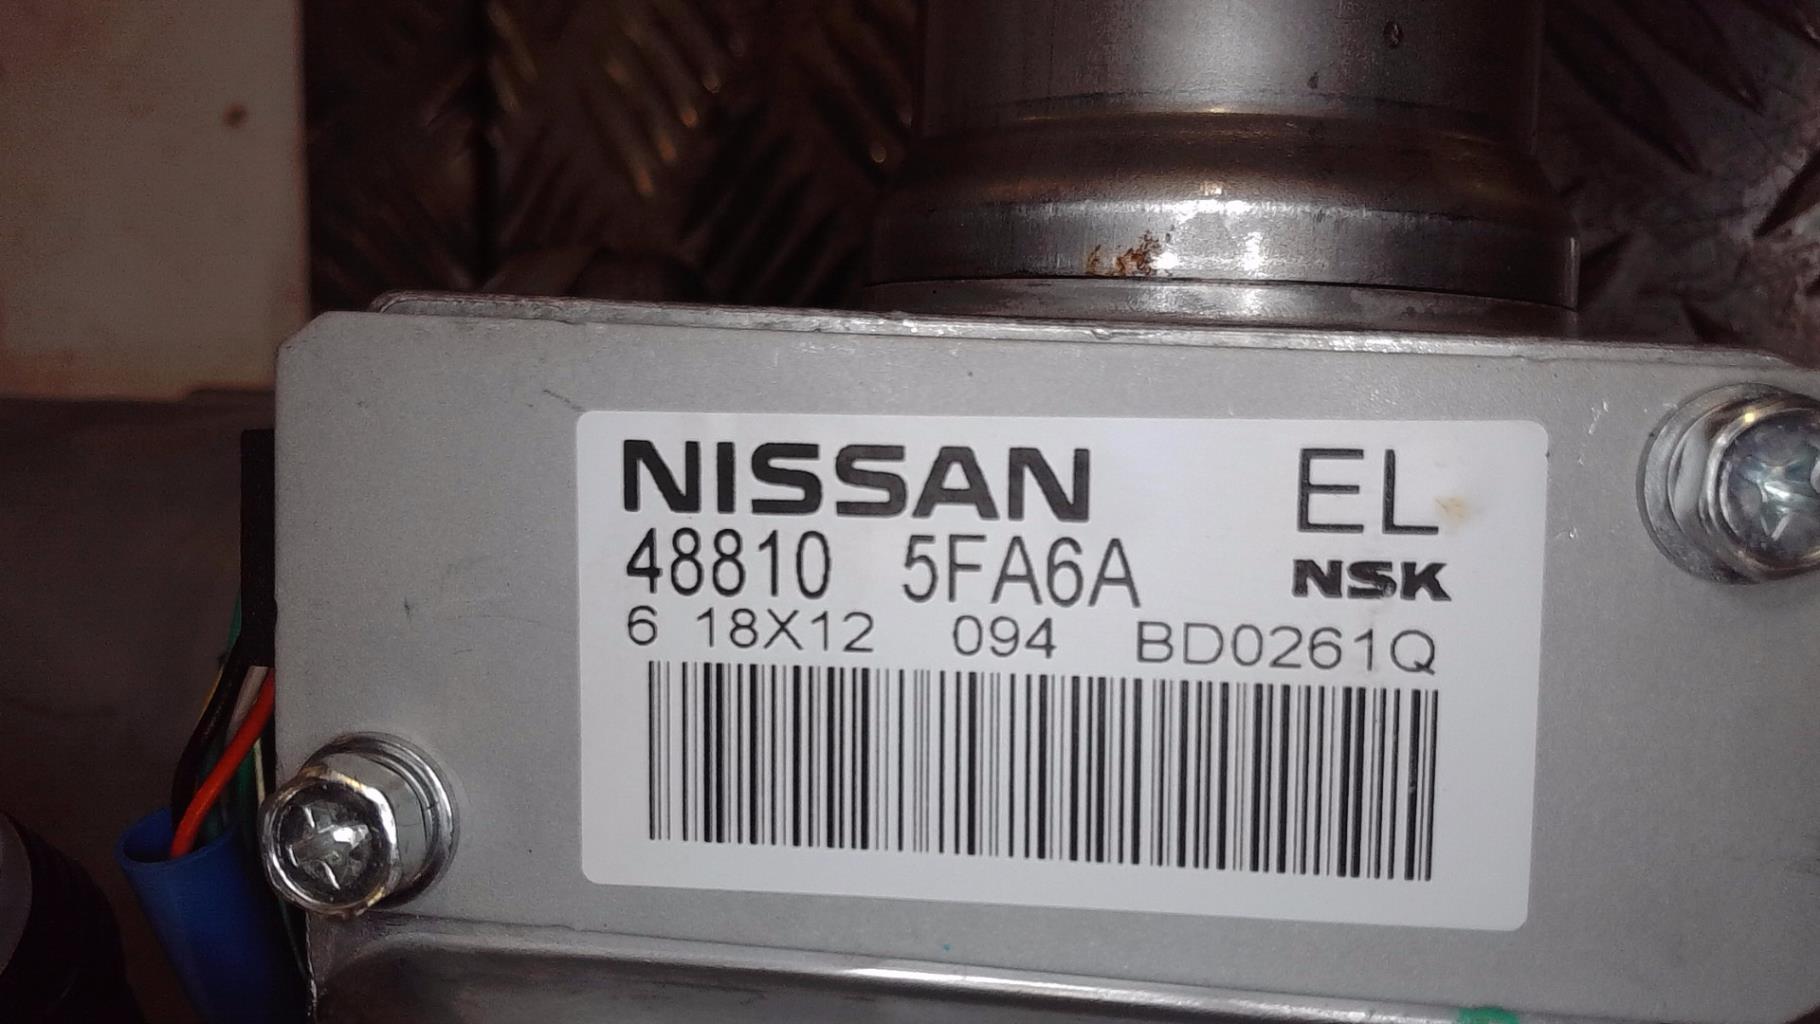 NISSAN EL
48810 5FA6A NSK
6 18X12 094 BD0261Q